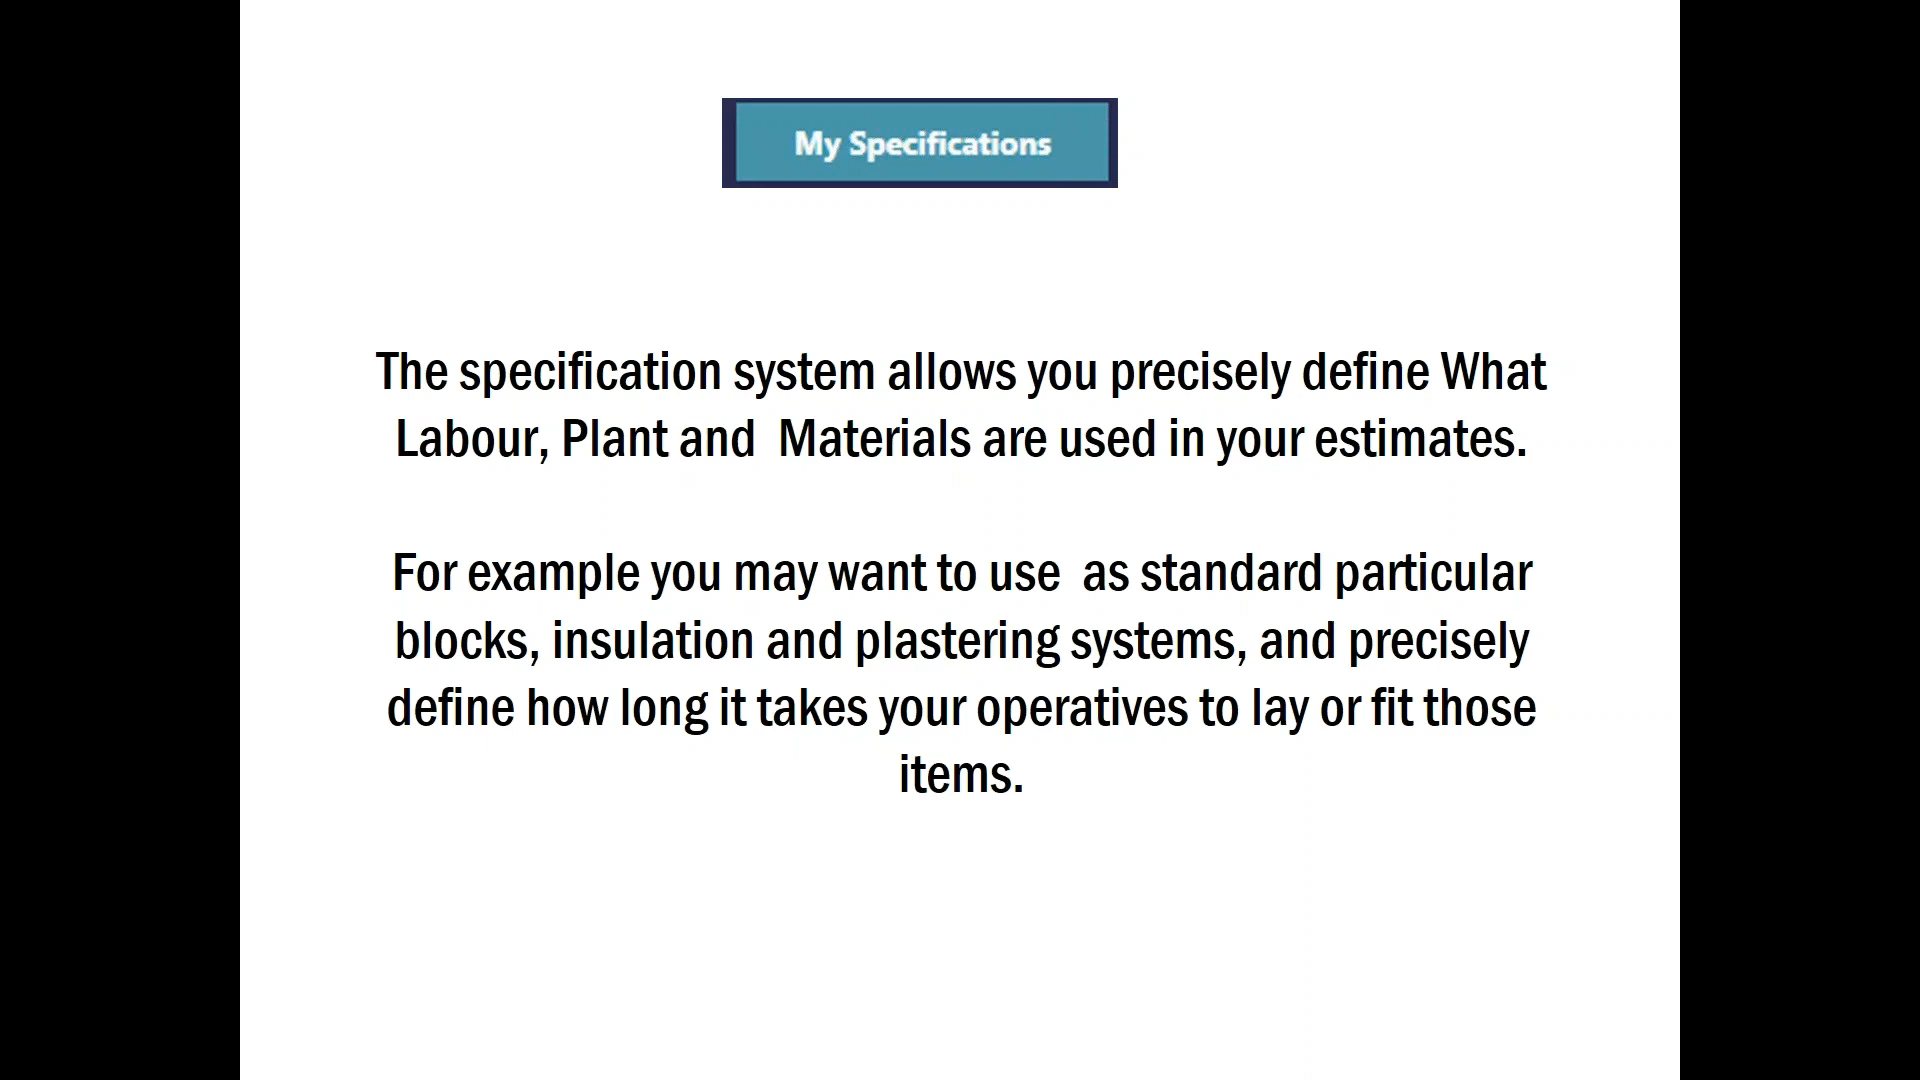 My Specifications
The specification system allows you precisely define What
Labour, Plant and  Materials are used in your estimates.
For example you may want to use  as standard particular
blocks, insulation and plastering systems, and precisely
define how long it takes your operatives to lay or fit those
items.